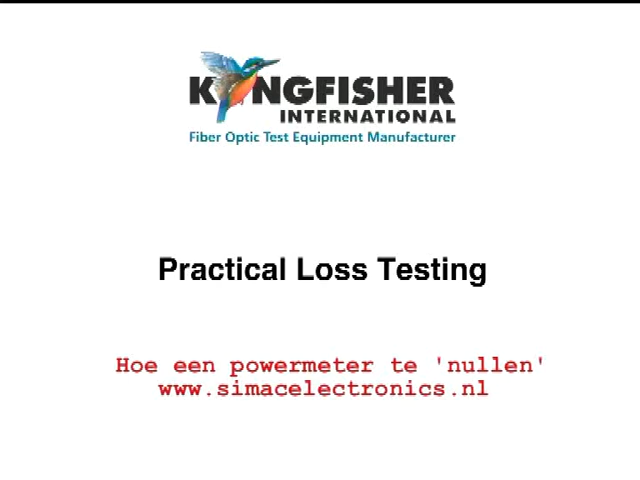 KINGFISHER
INTERNATIONAL
Fiber Optic Test Equipment Manufacturer
Practical Loss Testing
Hoe een powermeter te 'nullen'
www.simacelectronics.nl